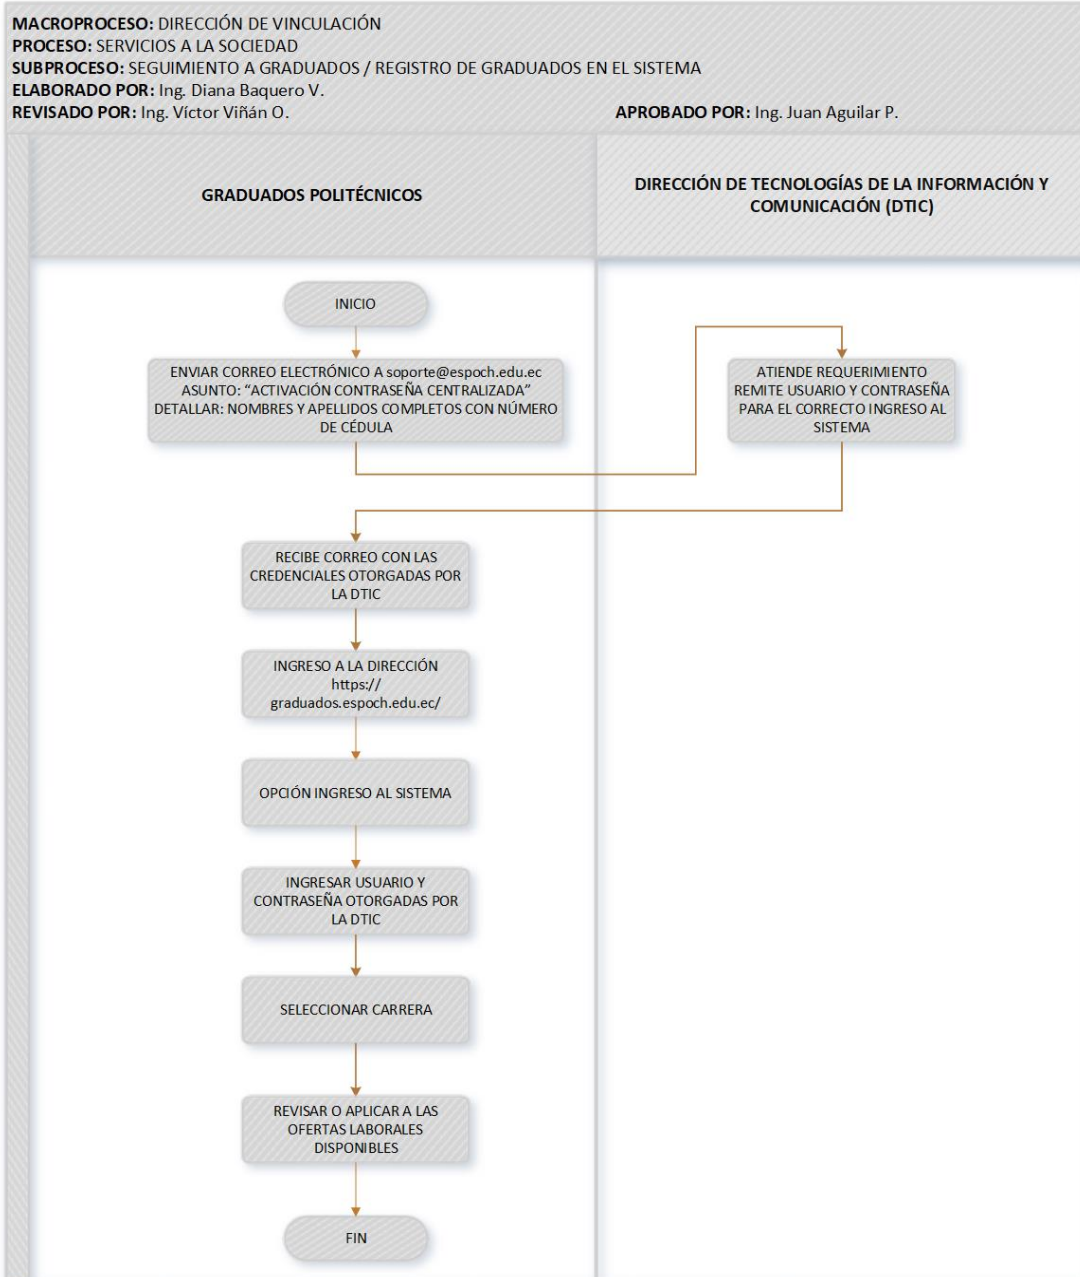 MACROPROCESO: DIRECCIÓN DE VINCULACIÓN
PROCESO: SERVICIOS A LA SOCIEDAD
SUBPROCESO: SEGUIMIENTO A GRADUADOS / REGISTRO DE GRADUADOS EN EL SISTEMA
ELABORADO POR: Ing. Diana Baquero V.
REVISADO POR: Ing. Víctor Viñán O.
APROBADO POR: Ing. Juan Aguilar P.
GRADUADOS POLITÉCNICOS
DIRECCIÓN DE TECNOLOGÍAS DE LA INFORMACIÓN Y
COMUNICACIÓN (DTIC)
INICIO
ENVIAR CORREO ELECTRÓNICO A soporte@espoch.edu.ec
ASUNTO: “ACTIVACIÓN CONTRASEÑA CENTRALIZADA”
DETALLAR: NOMBRES Y APELLIDOS COMPLETOS CON NÚMERO
DE CÉDULA
ATIENDE REQUERIMIENTO
REMITE USUARIO Y CONTRASEÑA
PARA EL CORRECTO INGRESO AL
SISTEMA
RECIBE CORREO CON LAS
CREDENCIALES OTORGADAS POR
LA DTIC
INGRESO A LA DIRECCIÓN
https://
graduados.espoch.edu.ec/
OPCIÓN INGRESO AL SISTEMA
INGRESAR USUARIO Y
CONTRASEÑA OTORGADAS POR
LA DTIC
SELECCIONAR CARRERA
REVISAR O APLICAR A LAS
OFERTAS LABORALES
DISPONIBLES
FIN